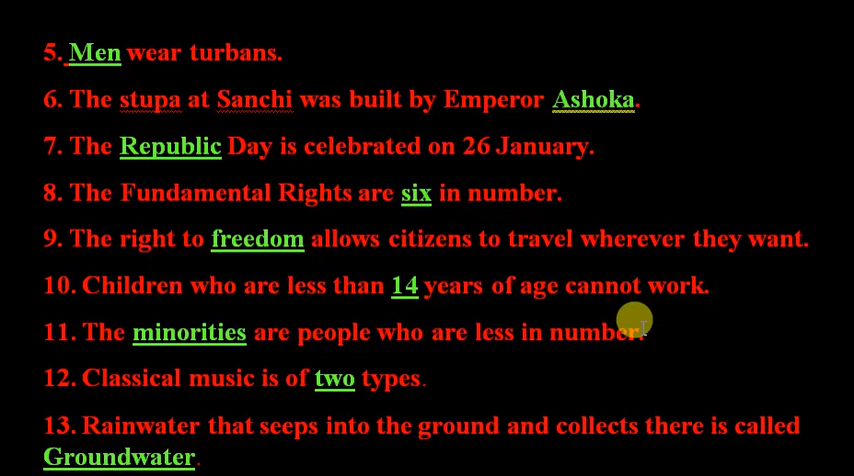 5. Men wear turbans.
6. The stupa at Sanchi was built by Emperor Ashoka.
7. The Republic Day is celebrated on 26 January.
8. The Fundamental Rights are six in number.
9. The right to freedom allows citizens to travel wherever they want.
10. Children who are less than 14 years of age cannot work.
11. The minorities are people who are less in number.
12. Classical music is of two types.
13. Rainwater that seeps into the ground and collects there is called
Groundwater.